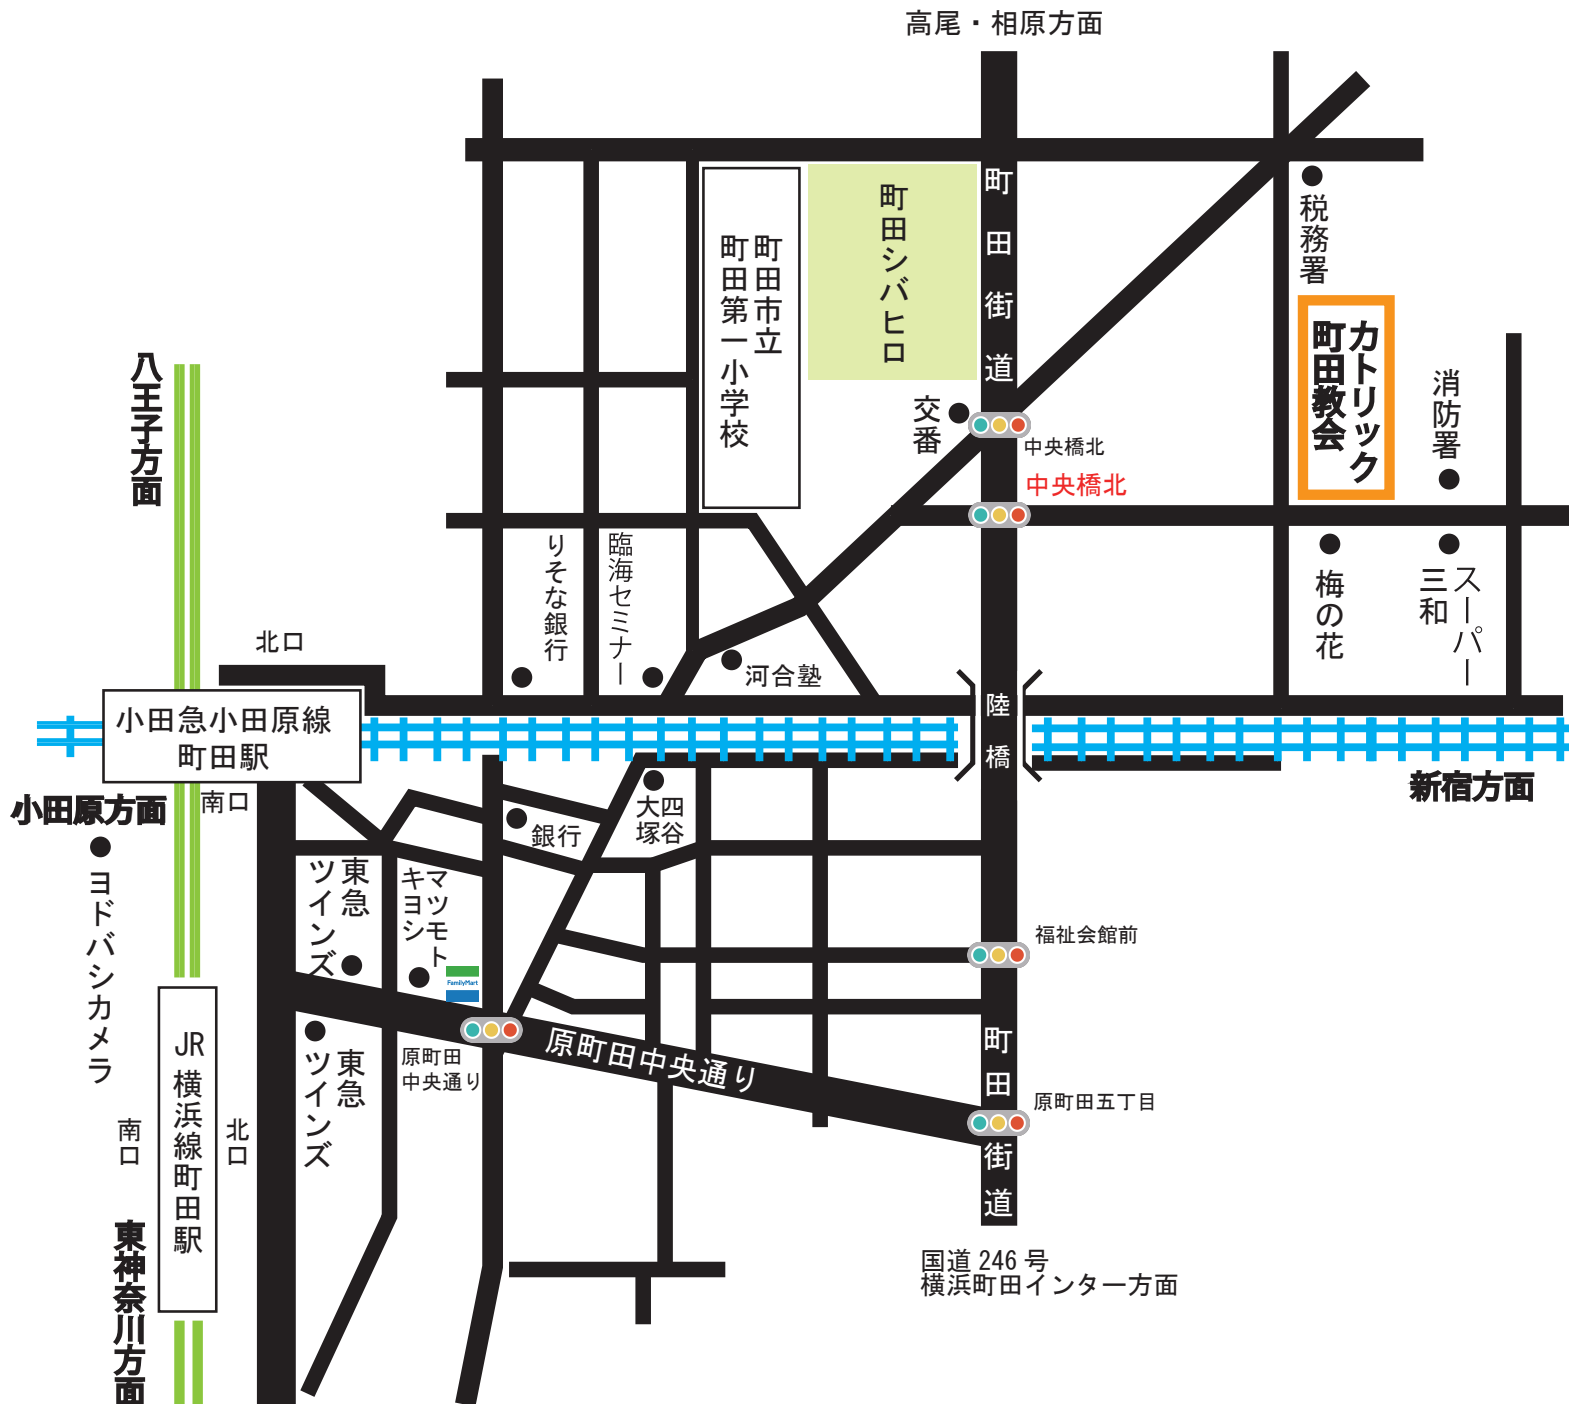 高尾・相原方面
町田街道
税務署
町田シバヒロ
町田市立
町田第一小学校
カトリック
町田教会
消防署
八王子方面
交番
中央橋北
中央橋北
りそな銀行
臨海セミナー
梅の花
スーパー
三和
北口
河合塾
陸橋
小田急小田原線
町田駅
新宿方面
小田原方面
南口
四谷
大塚
銀行
ヨドバシカメラ
東急
ツインズ
マツモト
キヨシ
FamilyMart
福祉会館前
原町田
中央通り
原町田中央通り
東急
ツインズ
JR横浜線町田駅
南口
北口
町田街道
原町田五丁目
東神奈川方面
国道 246 号
横浜町田インター方面